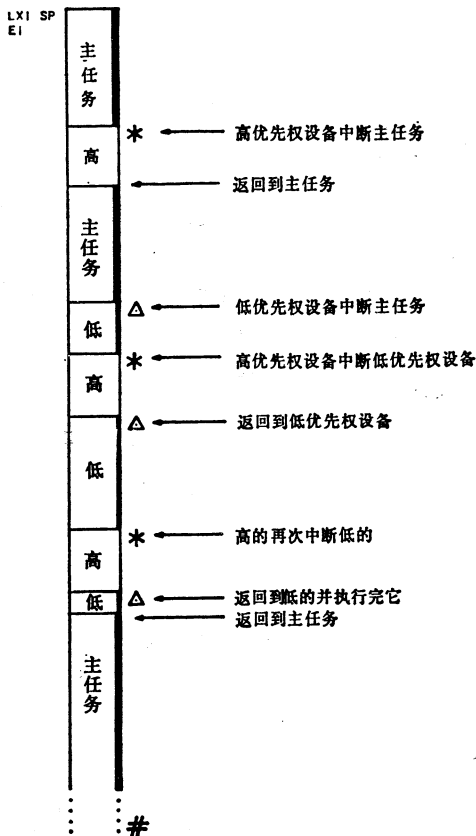 LXI SP
EI
主任务
* 高优先权设备中断主任务
高
返回到主任务
主任务
△ 低优先权设备中断主任务
低
* 高优先权设备中断低优先权设备
高
△ 返回到低优先权设备
低
* 高的再次中断低的
高
△ 返回到低的并执行完它
低
返回到主任务
主任务
#